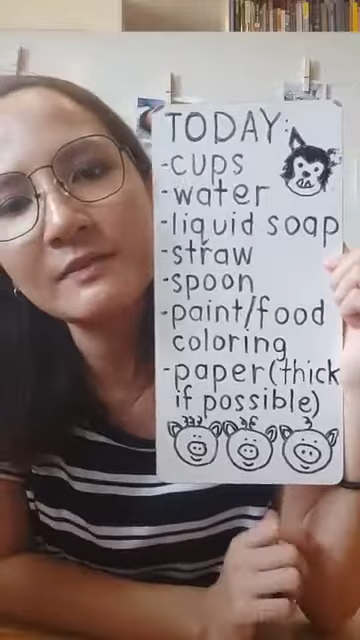 TODAY:
-cups
-water
-liquid soap
-straw
-spoon
-paint/food
coloring
-paper(thick
if possible)